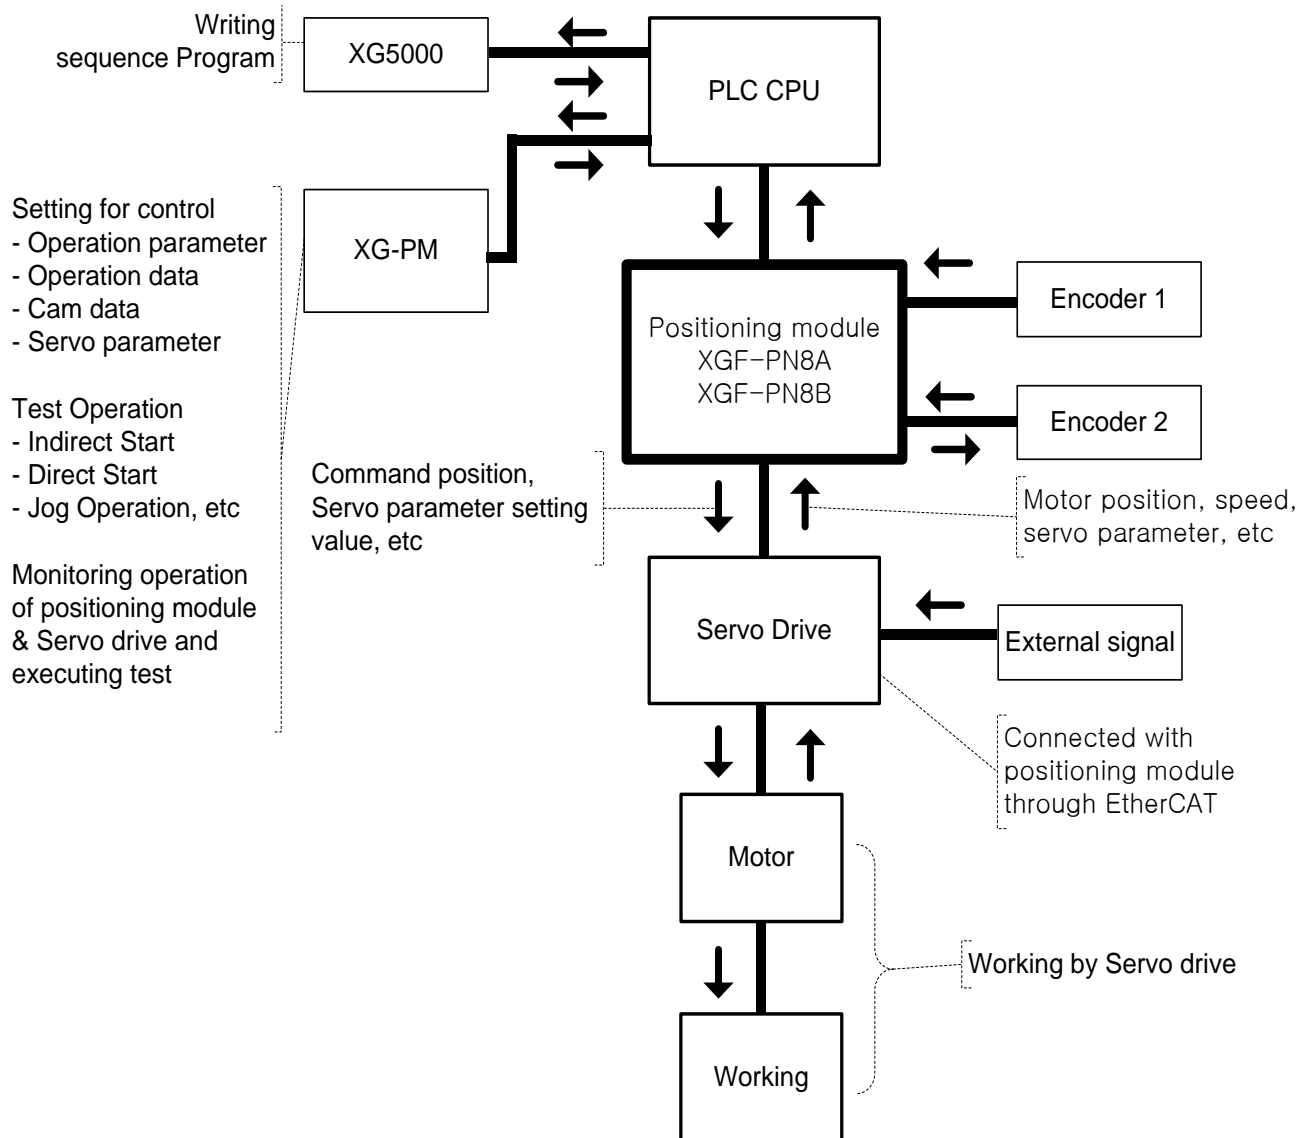 Writing
sequence Program
XG5000
PLC CPU
XG-PM
Setting for control
- Operation parameter
- Operation data
- Cam data
- Servo parameter
Test Operation
- Indirect Start
- Direct Start
- Jog Operation, etc
Monitoring operation
of positioning module
& Servo drive and
executing test
Positioning module
XGF-PN8A
XGF-PN8B
Encoder 1
Encoder 2
Command position,
Servo parameter setting
value, etc
Motor position, speed,
servo parameter, etc
Servo Drive
External signal
Connected with
positioning module
through EtherCAT
Motor
Working by Servo drive
Working